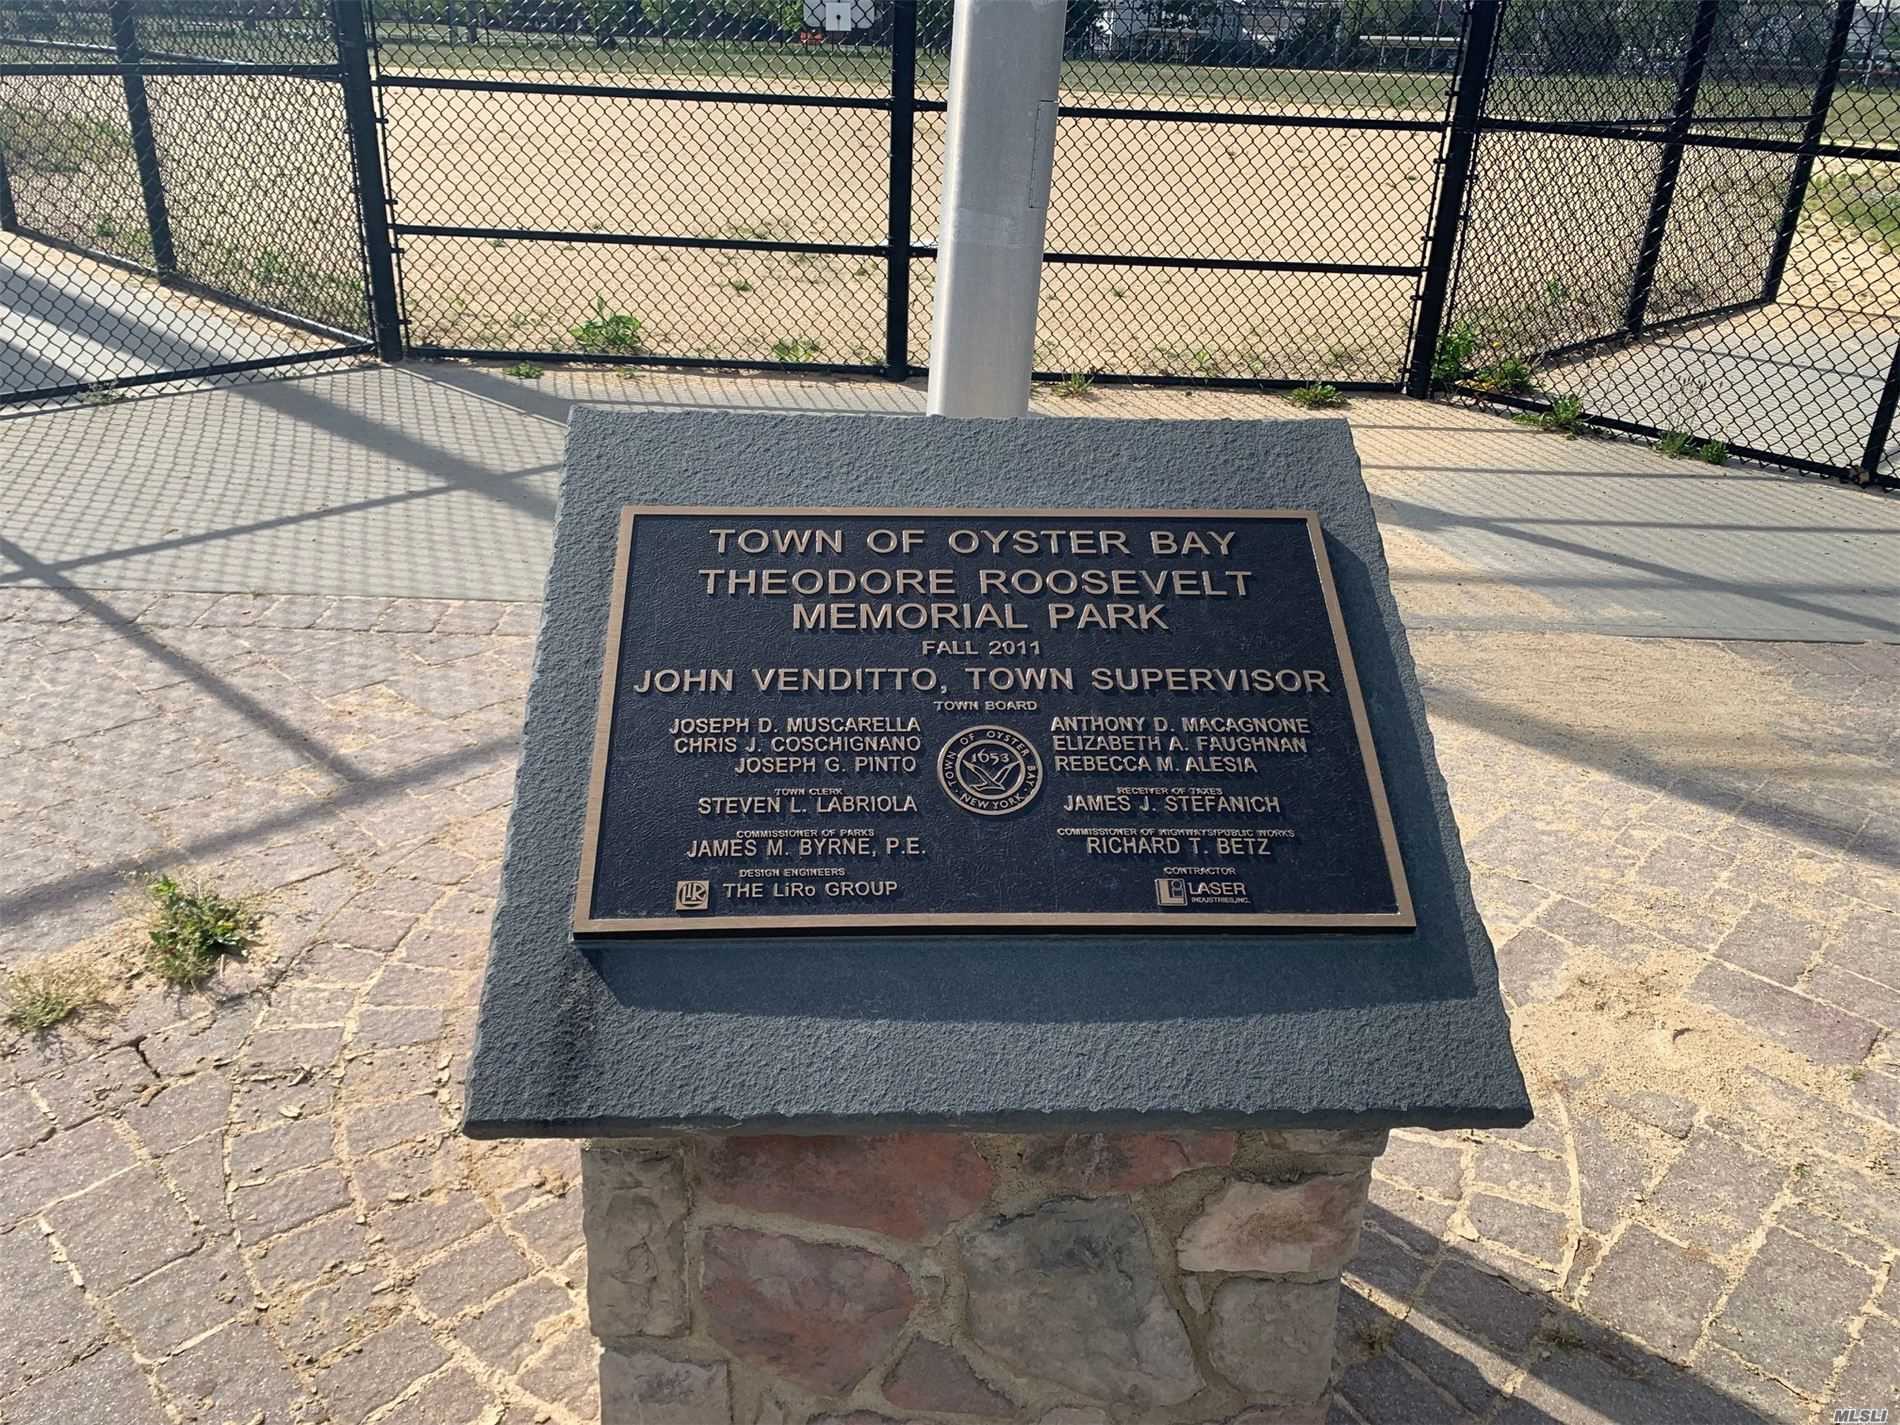 TOWN OF OYSTER BAY
THEODORE ROOSEVELT
MEMORIAL PARK
FALL 2011
JOHN VENDITTO, TOWN SUPERVISOR
TOWN BOARD
JOSEPH D. MUSCARELLA
CHRIS J. COSCHIGNANO
JOSEPH G. PINTO
ANTHONY D. MACAGNONE
ELIZABETH A. FAUGHNAN
REBECCA M. ALESIA
TOWN OF OYSTER BAY
1653
NEW YORK
TOWN CLERK
STEVEN L. LABRIOLA
RECEIVER OF TAXES
JAMES J. STEFANICH
COMMISSIONER OF PARKS
JAMES M. BYRNE, P.E.
COMMISSIONER OF HIGHWAYS/PUBLIC WORKS
RICHARD T. BETZ
DESIGN ENGINEERS
LiR THE LiRo GROUP
CONTRACTOR
LASER
INDUSTRIES, INC.
MLSLI